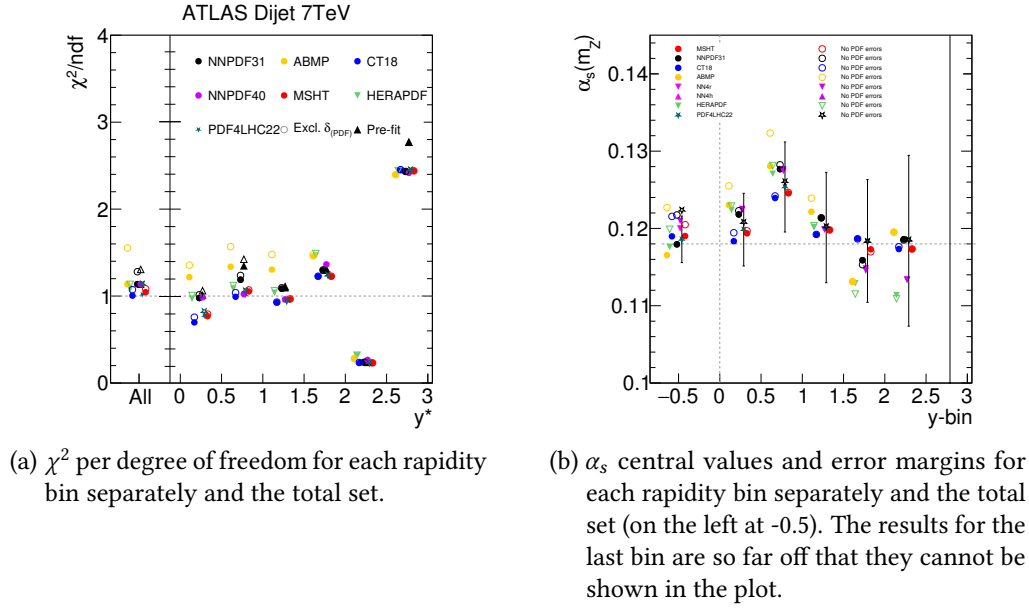 ATLAS Dijet 7TeV
χ²/ndf
4
3
2
1
0
NNPDF31 ABMP CT18
NNPDF40 MSHT HERAPDF
PDF4LHC22 Excl. δ(PDF) Pre-fit
All 0 0.5 1 1.5 2 2.5 3
y*
αs(mZ)
0.14
0.13
0.12
0.11
0.1
MSHT No PDF errors
NNPDF31 No PDF errors
CT18 No PDF errors
ABMP No PDF errors
NN4r No PDF errors
NN4h No PDF errors
HERAPDF No PDF errors
PDF4LHC22 No PDF errors
−0.5 0 0.5 1 1.5 2 2.5 3
y-bin
(a) χ² per degree of freedom for each rapidity
bin separately and the total set.
(b) αs central values and error margins for
each rapidity bin separately and the total
set (on the left at -0.5). The results for the
last bin are so far off that they cannot be
shown in the plot.